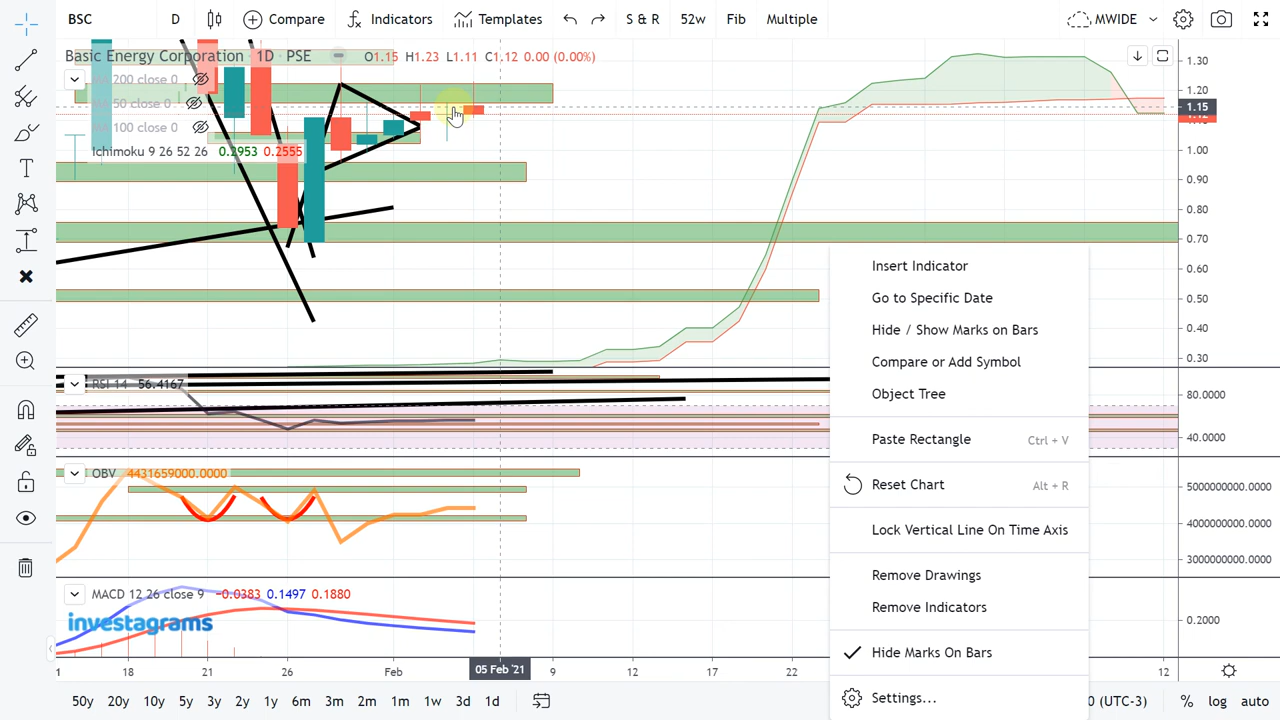 BSC D Compare Indicators Templates S & R 52w Fib Multiple MWIDE
Basic Energy Corporation 1D PSE O1.15 H1.23 L1.11 C1.12 0.00 (0.00%)
MA 200 close 0
MA 50 close 0
MA 100 close 0
Ichimoku 9 26 52 26 0.2953 0.2555
1.30
1.20
1.15
1.12
1.00
0.90
0.80
0.70
0.60
0.50
0.40
0.30
Insert Indicator
Go to Specific Date
Hide / Show Marks on Bars
Compare or Add Symbol
Object Tree
Paste Rectangle Ctrl + V
Reset Chart Alt + R
Lock Vertical Line On Time Axis
Remove Drawings
Remove Indicators
Hide Marks On Bars
Settings...
RSI 14 56.4167
80.0000
40.0000
OBV 4431659000.0000
5000000000.0000
4000000000.0000
3000000000.0000
MACD 12 26 close 9 −0.0383 0.1497 0.1880
investagrams
0.2000
18 21 26 Feb 05 Feb '21 9 12 17 22 12
50y 20y 10y 5y 3y 2y 1y 6m 3m 2m 1m 1w 3d 1d (UTC-3) % log auto